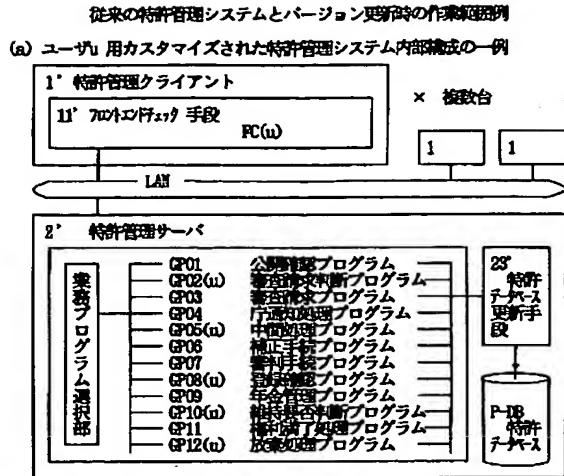 従来の特許管理システムとバージョン更新時の作業範囲例
(a) ユーザu 用カスタマイズされた特許管理システム内部構成の一例
1' 特許管理クライアント
11' フロントエンドチェック 手段
FC(u)
× 複数台
1 1
LAN
2' 特許管理サーバ
業務プログラム選択部
GP01 公開確認プログラム
GP02(u) 審査請求判断プログラム
GP03 審査請求プログラム
GP04 庁通知処理プログラム
GP05(u) 中間処理プログラム
GP06 補正手続プログラム
GP07 審判手続プログラム
GP08(u) 登録確認プログラム
GP09 年金管理プログラム
GP10(u) 維持要否判断プログラム
GP11 権利満了処理プログラム
GP12(u) 放棄処理プログラム
23'
特許
データベース
更新手
段
P-DB
特許
データベース